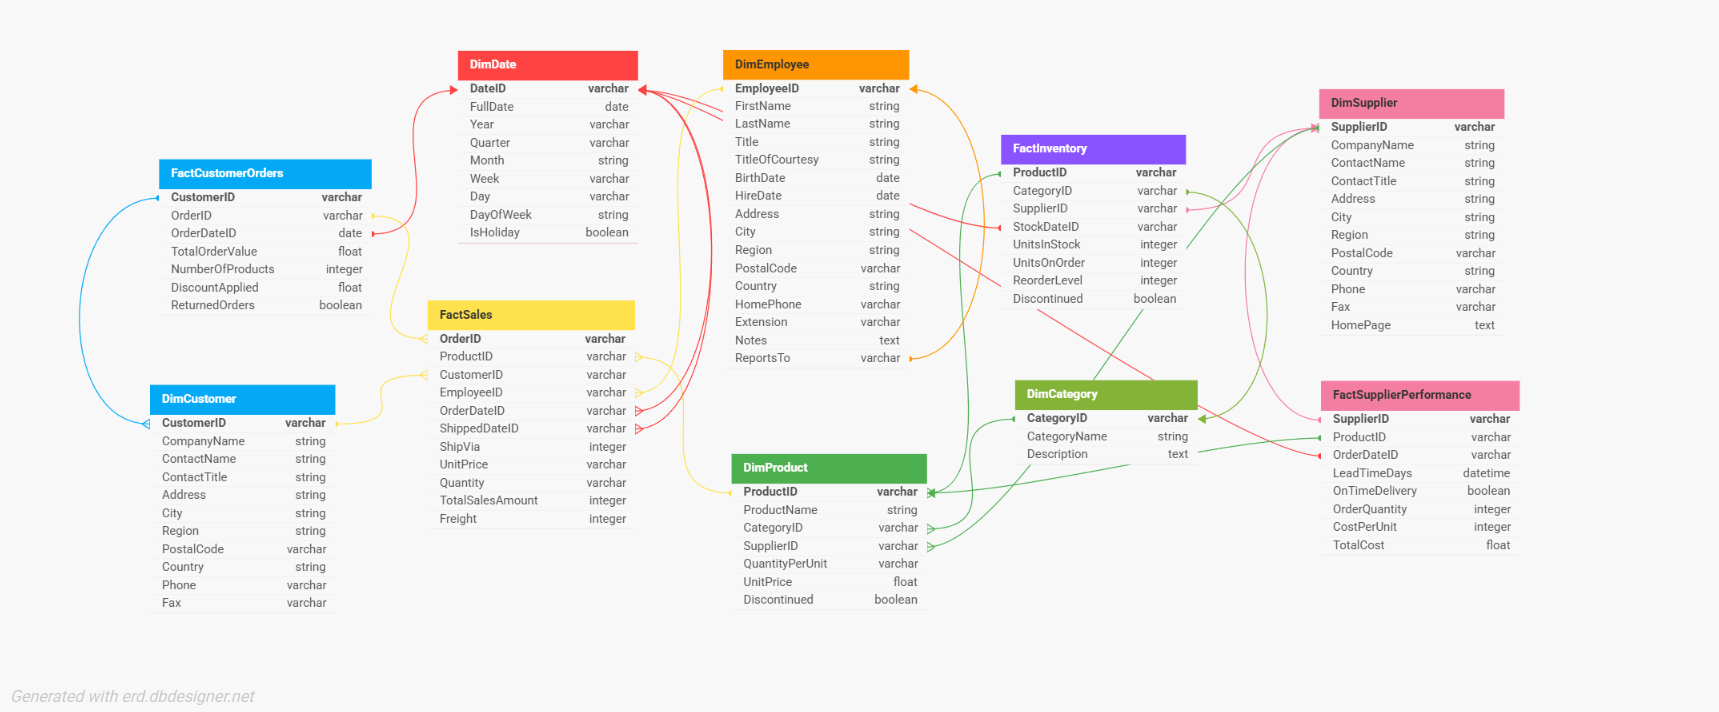 DimDate
DateID varchar
FullDate date
Year varchar
Quarter varchar
Month string
Week varchar
Day varchar
DayOfWeek string
IsHoliday boolean
DimEmployee
EmployeeID varchar
FirstName string
LastName string
Title string
TitleOfCourtesy string
BirthDate date
HireDate date
Address string
City string
Region string
PostalCode varchar
Country string
HomePhone varchar
Extension varchar
Notes text
ReportsTo varchar
DimSupplier
SupplierID varchar
CompanyName string
ContactName string
ContactTitle string
Address string
City string
Region string
PostalCode varchar
Country string
Phone varchar
Fax varchar
HomePage text
FactInventory
ProductID varchar
CategoryID varchar
SupplierID varchar
StockDateID varchar
UnitsInStock integer
UnitsOnOrder integer
ReorderLevel integer
Discontinued boolean
FactCustomerOrders
CustomerID varchar
OrderID varchar
OrderDateID date
TotalOrderValue float
NumberOfProducts integer
DiscountApplied float
ReturnedOrders boolean
FactSales
OrderID varchar
ProductID varchar
CustomerID varchar
EmployeeID varchar
OrderDateID varchar
ShippedDateID varchar
ShipVia integer
UnitPrice varchar
Quantity varchar
TotalSalesAmount integer
Freight integer
DimCustomer
CustomerID varchar
CompanyName string
ContactName string
ContactTitle string
Address string
City string
Region string
PostalCode varchar
Country string
Phone varchar
Fax varchar
DimCategory
CategoryID varchar
CategoryName string
Description text
FactSupplierPerformance
SupplierID varchar
ProductID varchar
OrderDateID varchar
LeadTimeDays datetime
OnTimeDelivery boolean
OrderQuantity integer
CostPerUnit integer
TotalCost float
DimProduct
ProductID varchar
ProductName string
CategoryID varchar
SupplierID varchar
QuantityPerUnit varchar
UnitPrice float
Discontinued boolean
Generated with erd.dbdesigner.net